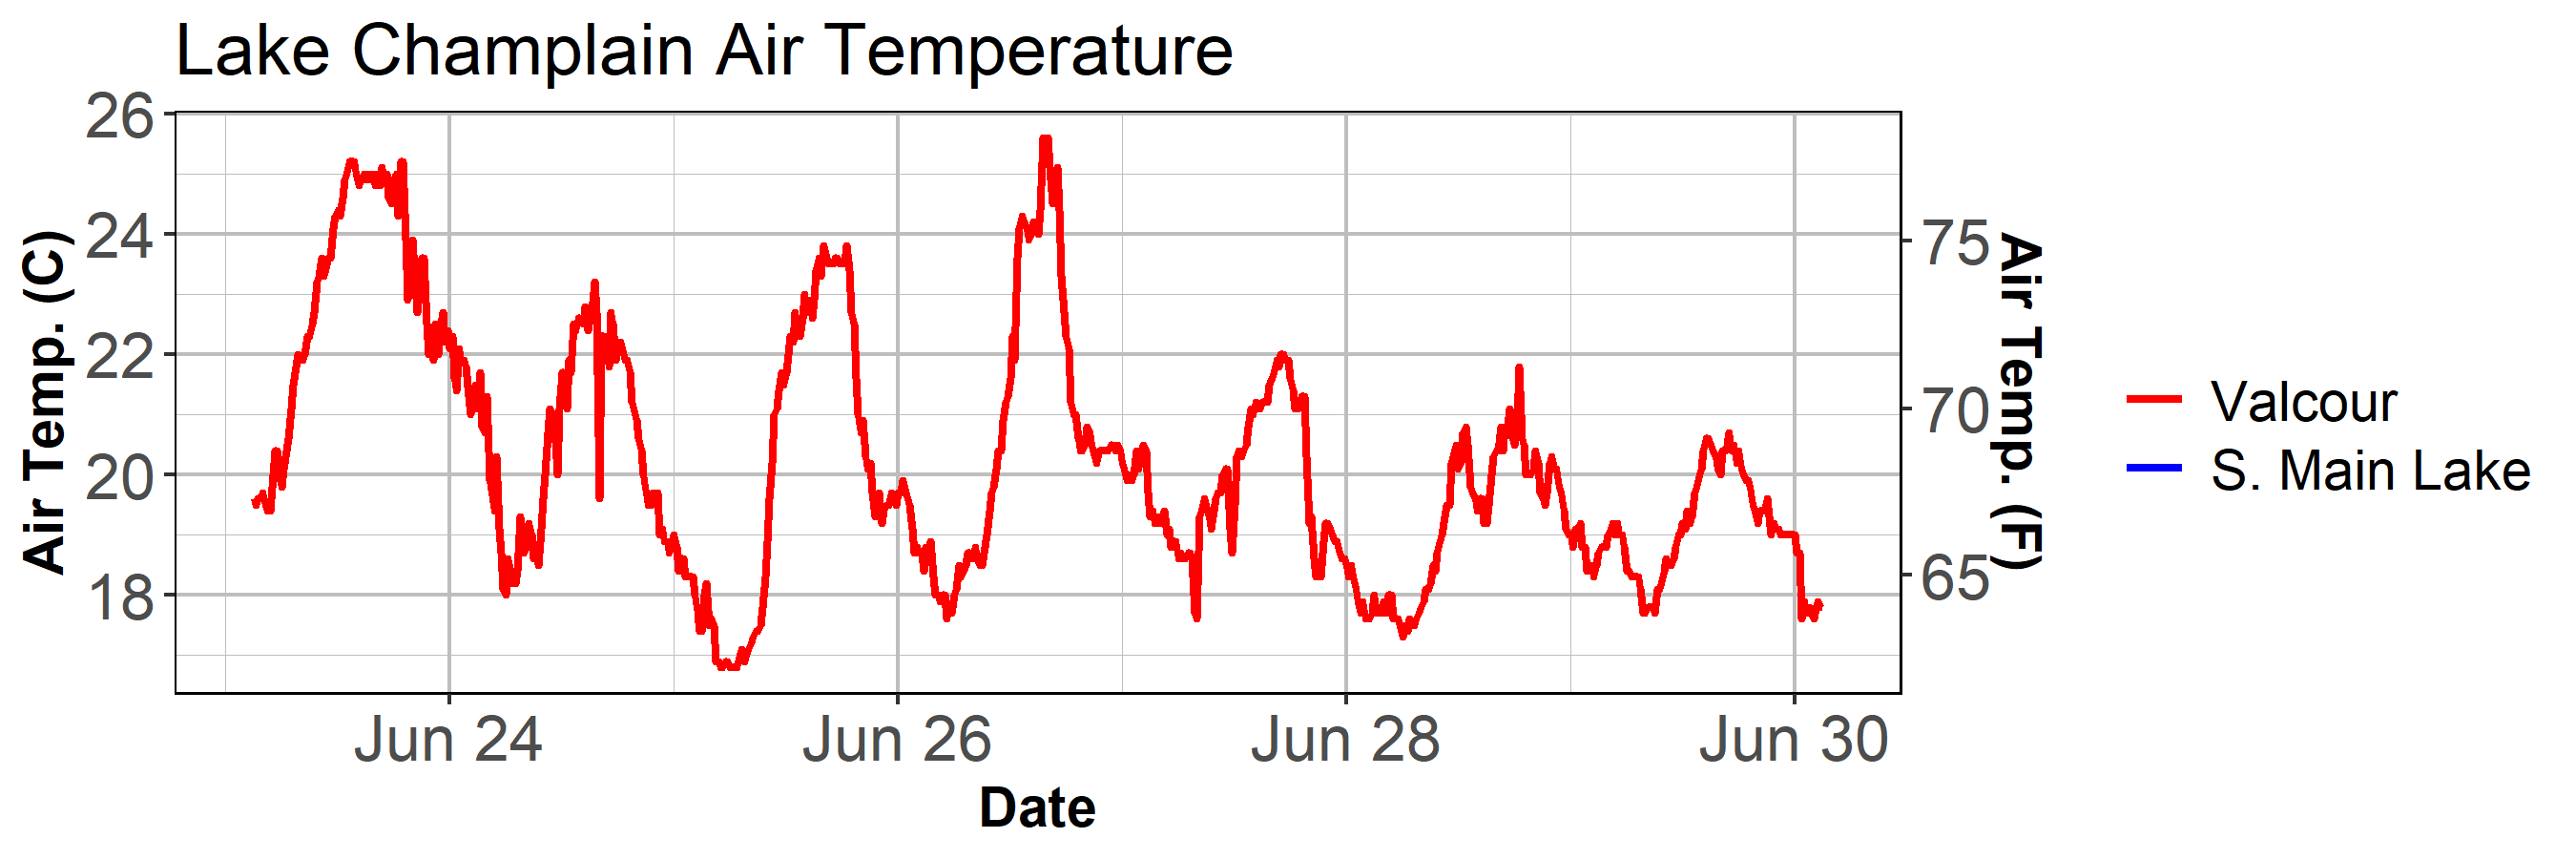 Lake Champlain Air Temperature
26
24
22
20
18
Air Temp. (C)
75
70
65
Air Temp. (F)
Jun 24
Jun 26
Jun 28
Jun 30
Date
Valcour
S. Main Lake